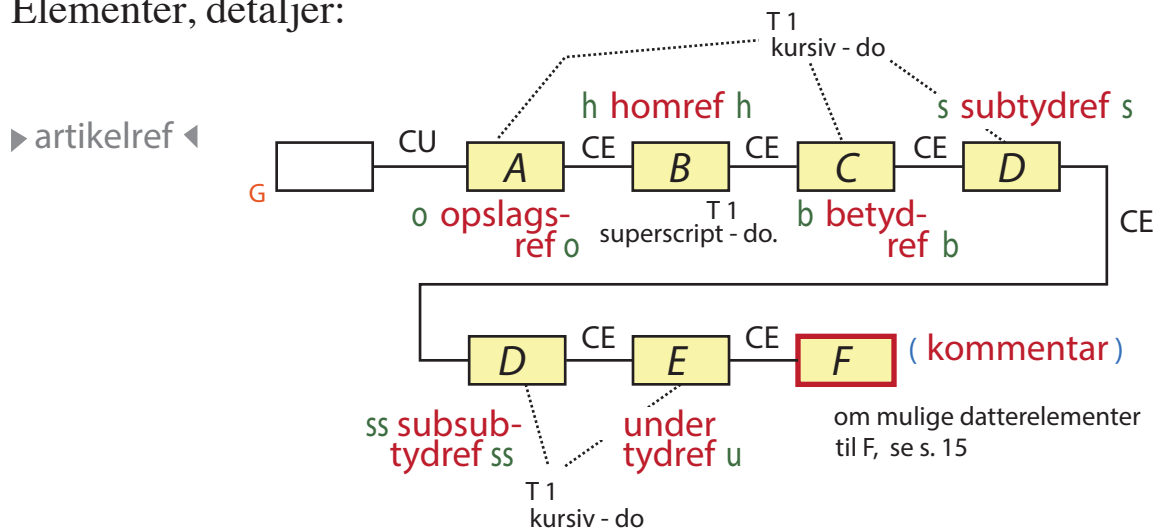 Elementer, detaljer:
T 1
kursiv - do
h homref h
s subtydref s
▶ artikelref ◀
CU
CE
CE
CE
A
B
C
D
G
o opslags-
ref o
T 1
superscript - do.
b betyd-
ref b
CE
CE
CE
D
E
F
( kommentar )
ss subsub-
tydref ss
under
tydref u
om mulige datterelementer
til F, se s. 15
T 1
kursiv - do